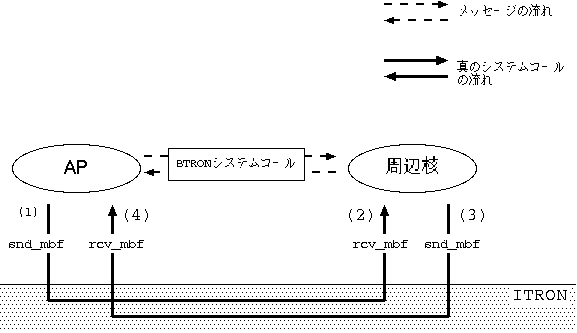 メッセージの流れ
真のシステムコール
の流れ
AP
BTRONシステムコール
周辺核
(1)
(4)
(2)
(3)
snd_mbf
rcv_mbf
rcv_mbf
snd_mbf
ITRON